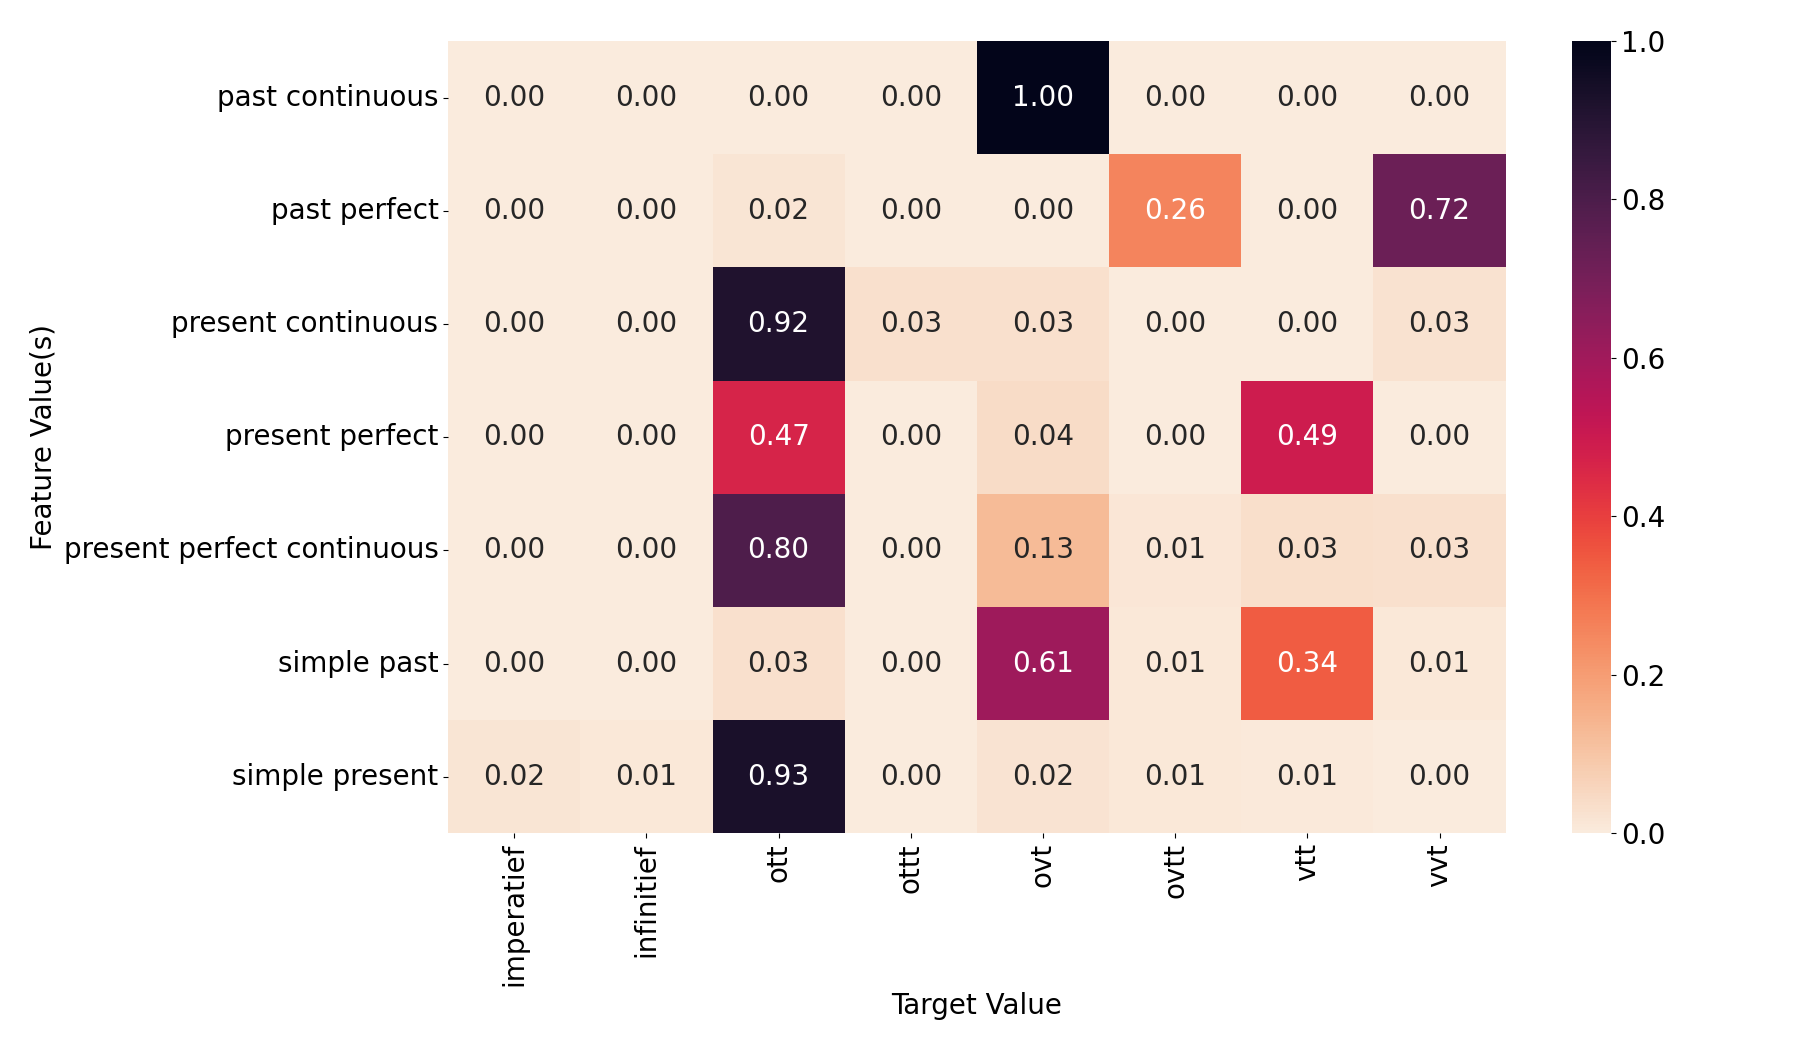 past continuous 0.00 0.00 0.00 0.00 1.00 0.00 0.00 0.00
past perfect 0.00 0.00 0.02 0.00 0.00 0.26 0.00 0.72
present continuous 0.00 0.00 0.92 0.03 0.03 0.00 0.00 0.03
present perfect 0.00 0.00 0.47 0.00 0.04 0.00 0.49 0.00
present perfect continuous 0.00 0.00 0.80 0.00 0.13 0.01 0.03 0.03
simple past 0.00 0.00 0.03 0.00 0.61 0.01 0.34 0.01
simple present 0.02 0.01 0.93 0.00 0.02 0.01 0.01 0.00
Feature Value(s)
imperatief infinitief ott ottt ovt ovtt vtt vvt
Target Value
1.0
0.8
0.6
0.4
0.2
0.0